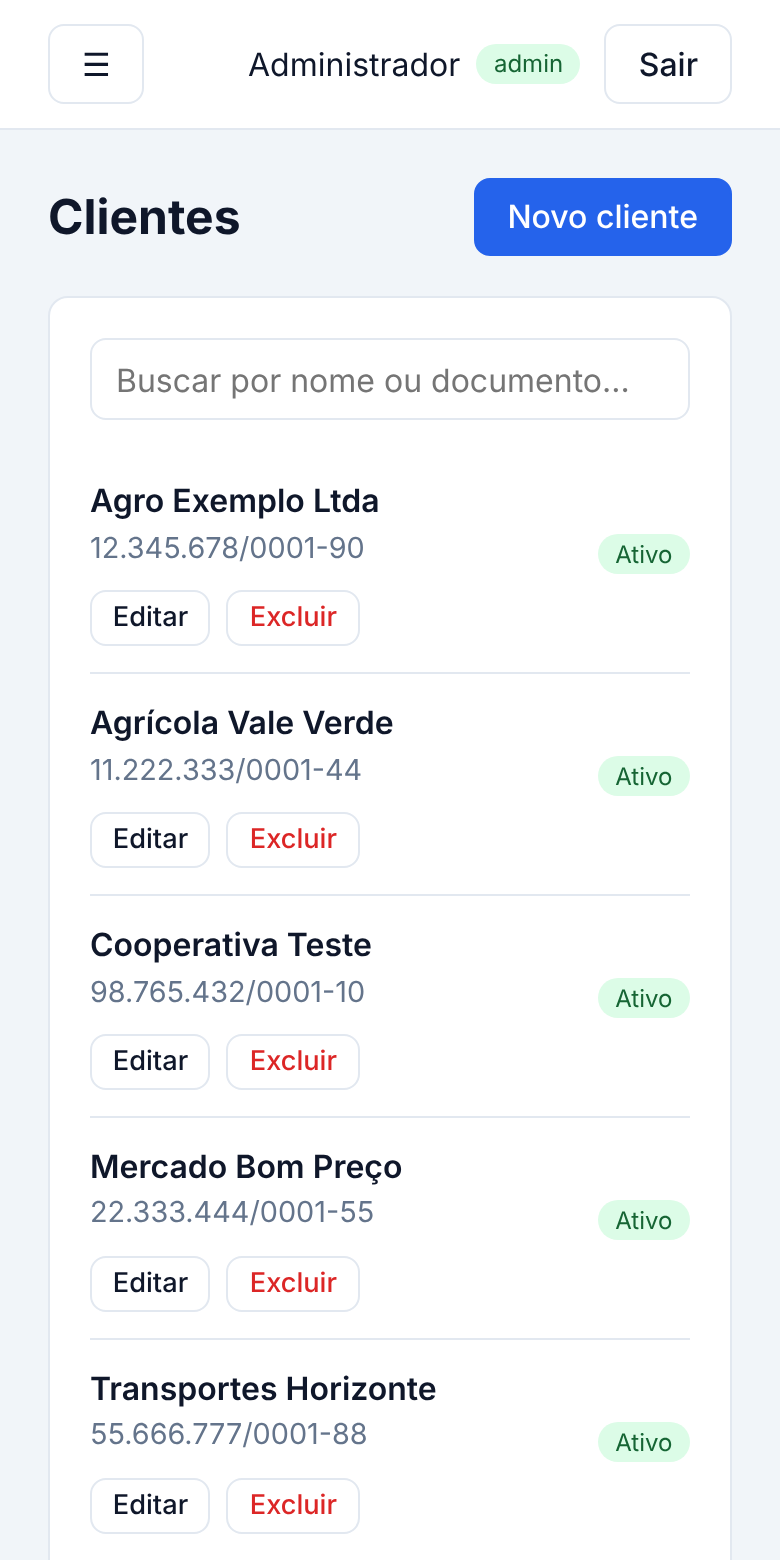 ☰ Administrador admin Sair
Clientes Novo cliente
Buscar por nome ou documento...
Agro Exemplo Ltda
12.345.678/0001-90
Ativo
Editar Excluir
Agrícola Vale Verde
11.222.333/0001-44
Ativo
Editar Excluir
Cooperativa Teste
98.765.432/0001-10
Ativo
Editar Excluir
Mercado Bom Preço
22.333.444/0001-55
Ativo
Editar Excluir
Transportes Horizonte
55.666.777/0001-88
Ativo
Editar Excluir